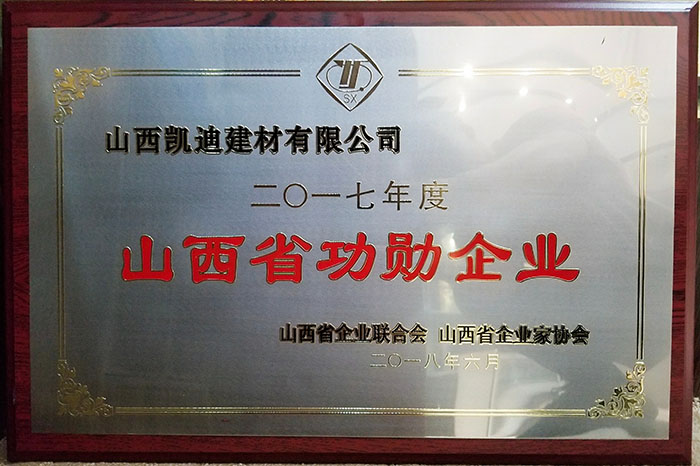 SX
山西凯迪建材有限公司
二〇一七年度
山西省功勋企业
山西省企业联合会 山西省企业家协会
二〇一八年六月